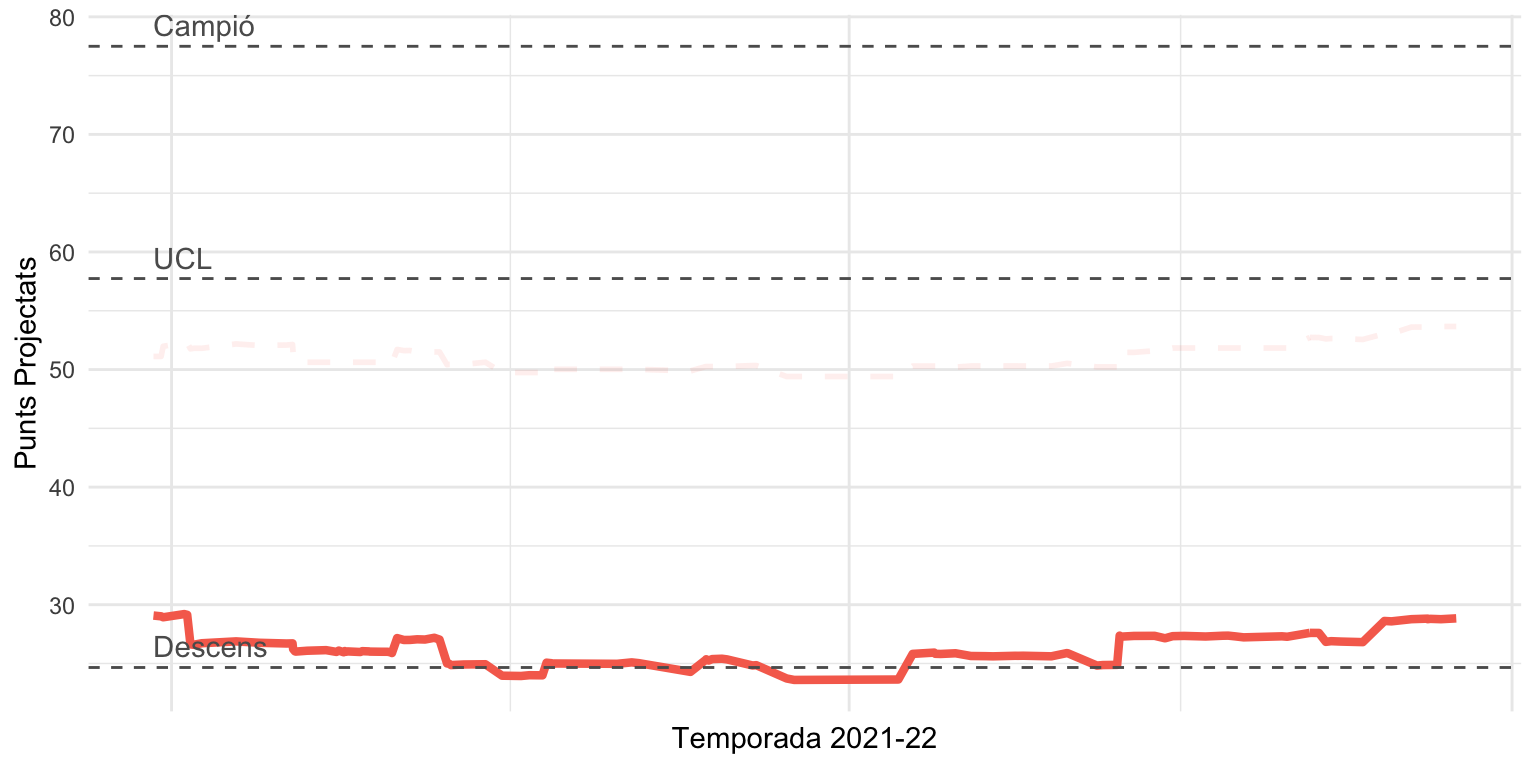 80
Campió
70
60
UCL
50
40
30
Descens
Punts Projectats
Temporada 2021-22